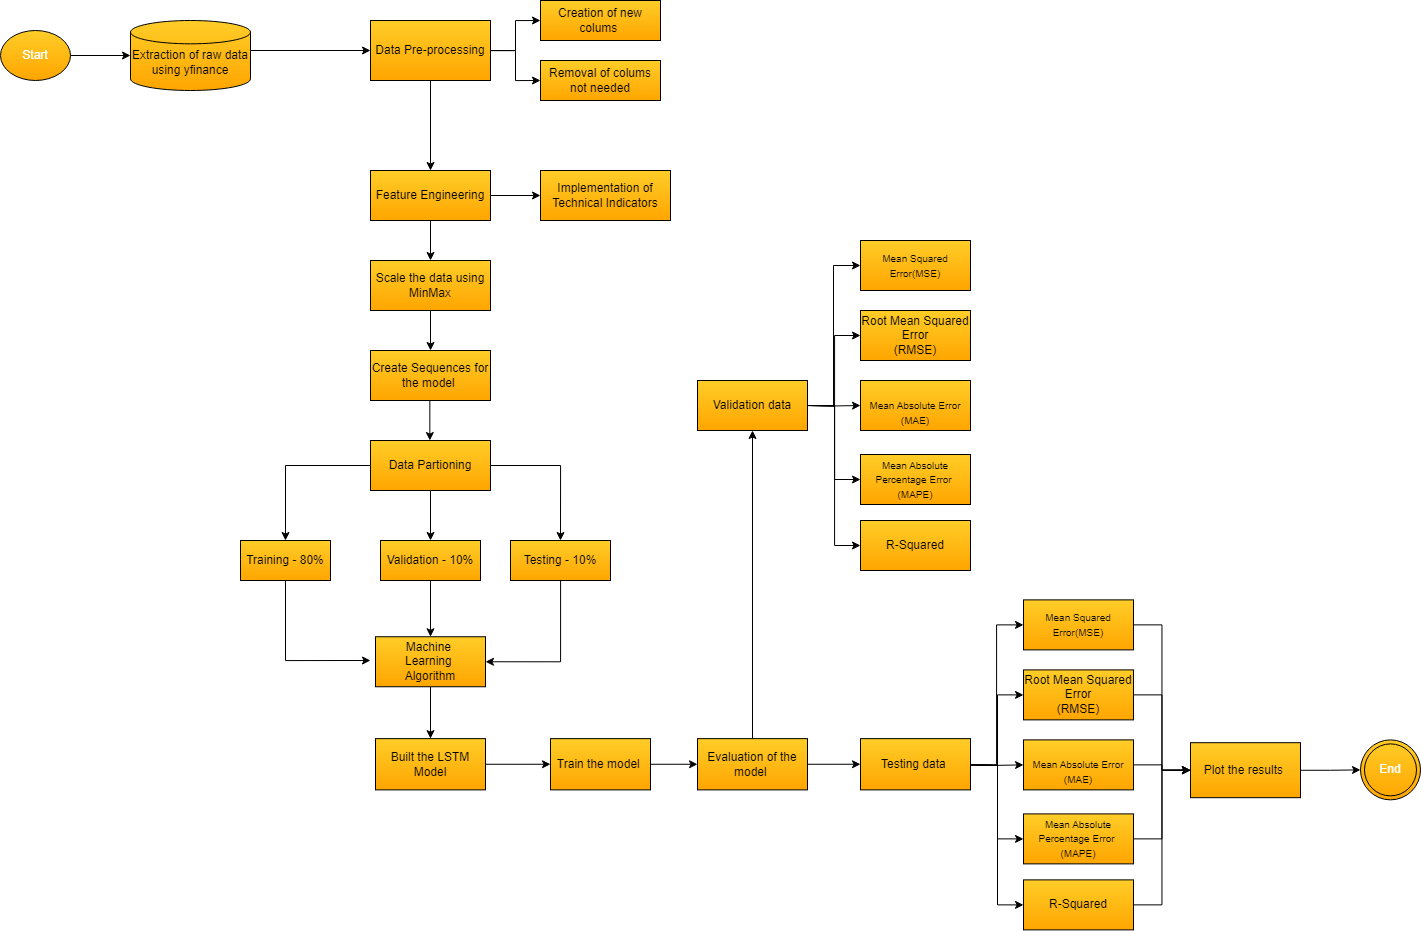 Start
Extraction of raw data
using yfinance
Data Pre-processing
Creation of new
colums
Removal of colums
not needed
Feature Engineering
Implementation of
Technical Indicators
Scale the data using
MinMax
Create Sequences for
the model
Data Partioning
Training - 80%
Validation - 10%
Testing - 10%
Machine
Learning
Algorithm
Built the LSTM
Model
Train the model
Evaluation of the
model
Validation data
Mean Squared
Error(MSE)
Root Mean Squared
Error
(RMSE)
Mean Absolute Error
(MAE)
Mean Absolute
Percentage Error
(MAPE)
R-Squared
Testing data
Mean Squared
Error(MSE)
Root Mean Squared
Error
(RMSE)
Mean Absolute Error
(MAE)
Mean Absolute
Percentage Error
(MAPE)
R-Squared
Plot the results
End